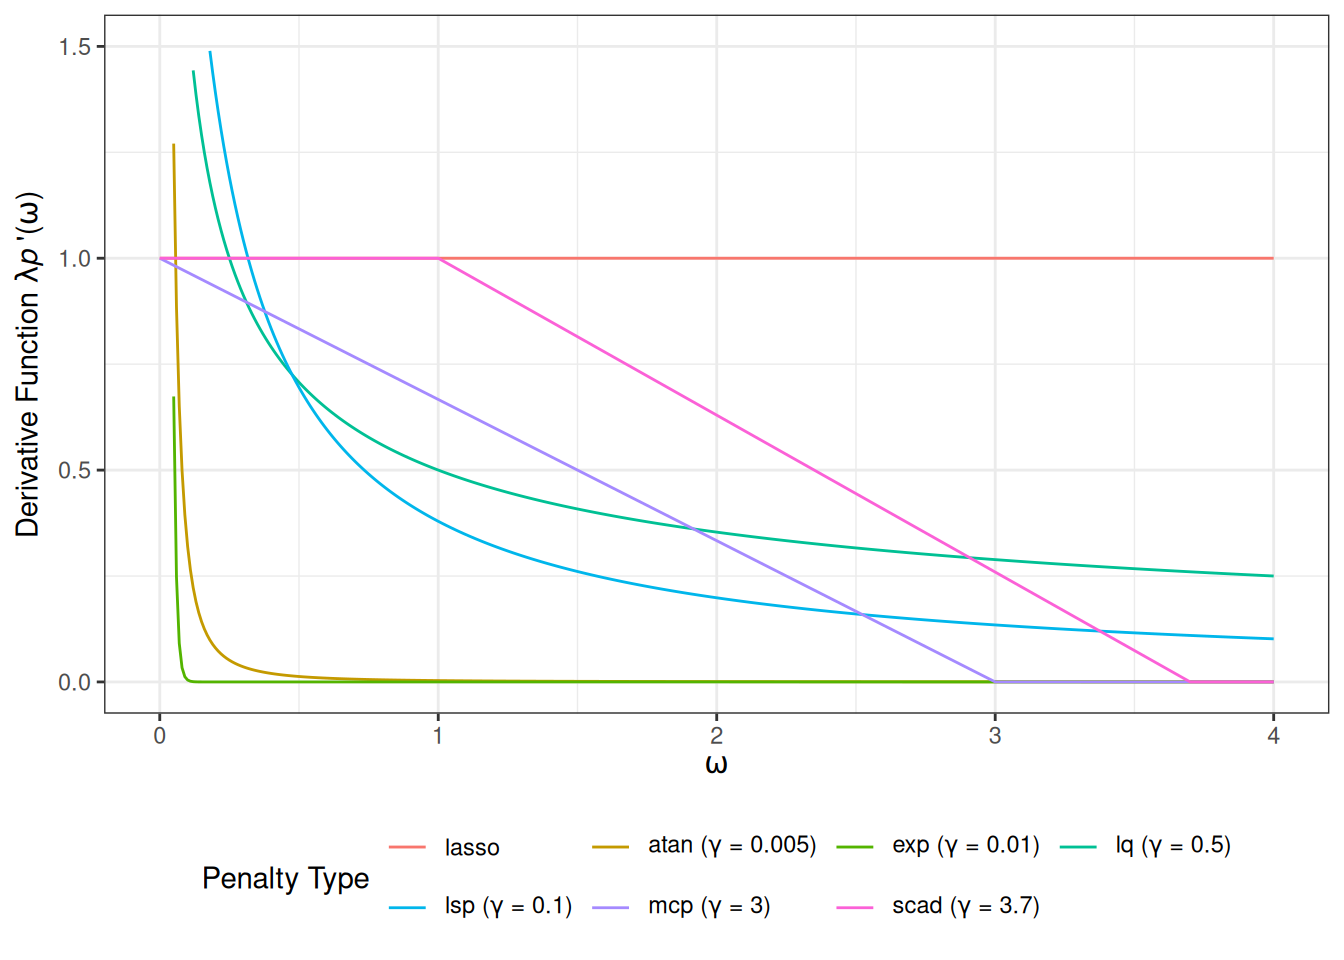 Derivative Function λp '(ω)
1.5
1.0
0.5
0.0
0 1 2 3 4
ω
Penalty Type
lasso atan (γ = 0.005) exp (γ = 0.01) lq (γ = 0.5)
lsp (γ = 0.1) mcp (γ = 3) scad (γ = 3.7)